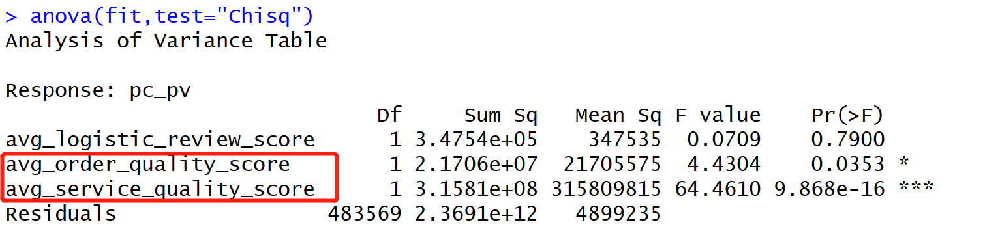 > anova(fit,test="Chisq")
Analysis of Variance Table
Response: pc_pv
Df Sum Sq Mean Sq F value Pr(>F)
avg_logistic_review_score 1 3.4754e+05 347535 0.0709 0.7900
avg_order_quality_score 1 2.1706e+07 21705575 4.4304 0.0353 *
avg_service_quality_score 1 3.1581e+08 315809815 64.4610 9.868e-16 ***
Residuals 483569 2.3691e+12 4899235